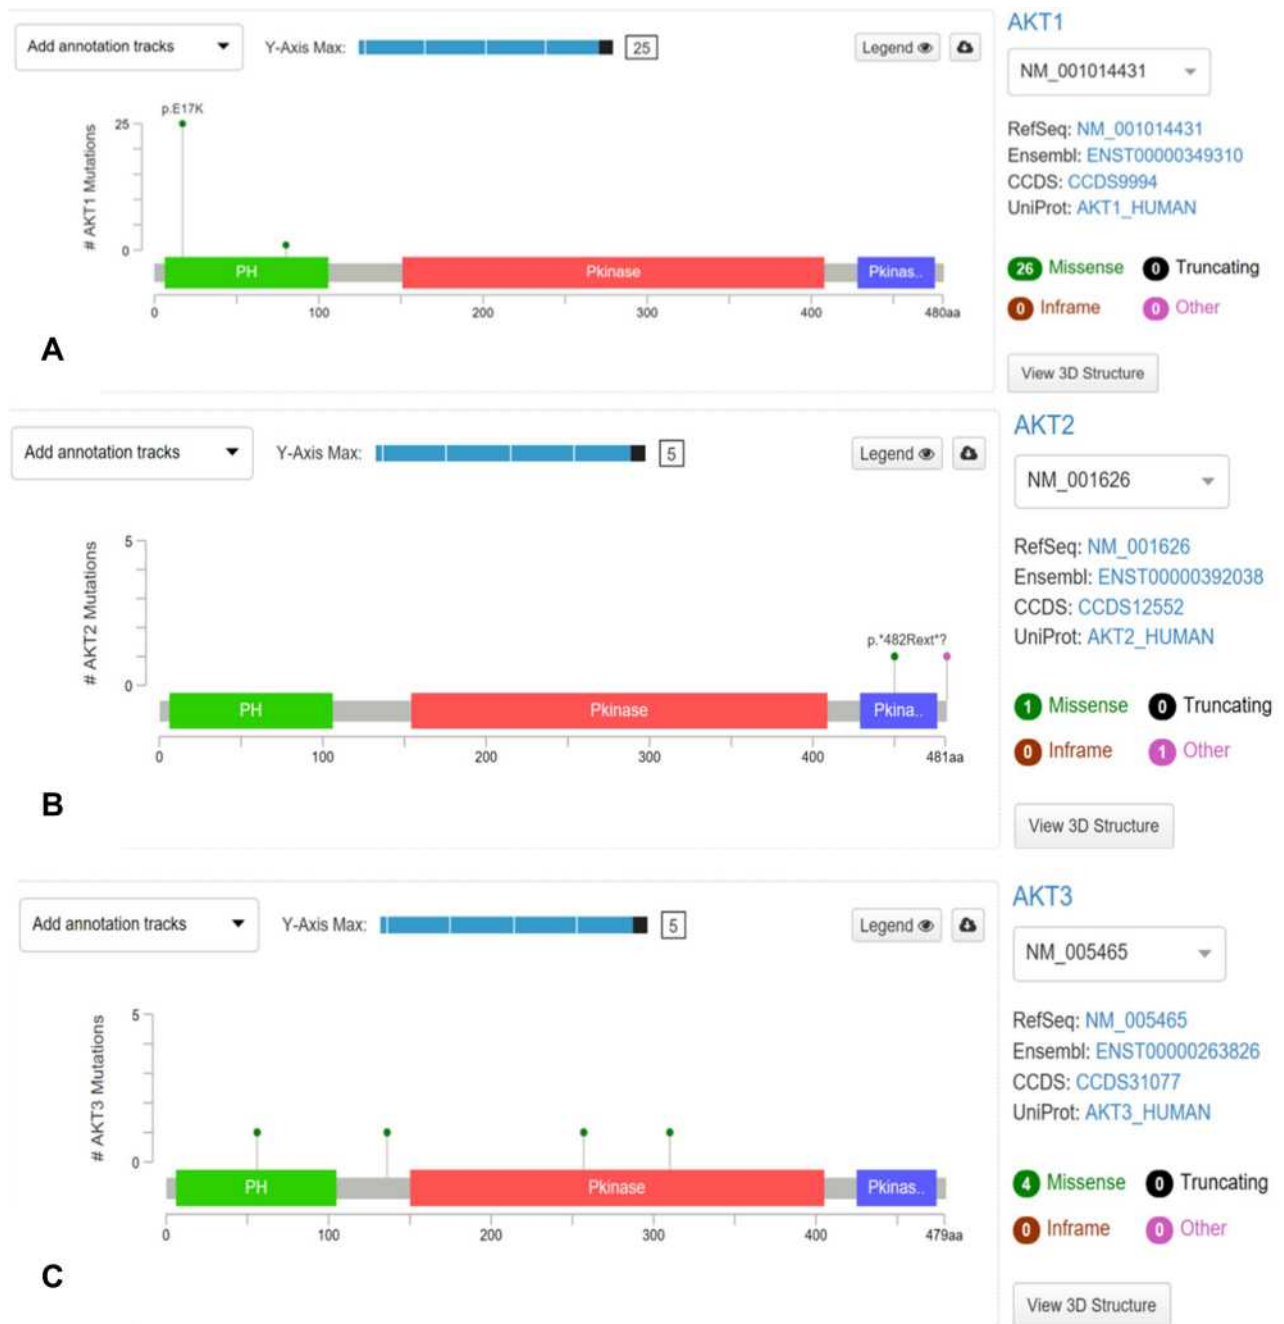 Add annotation tracks
Y-Axis Max:
25
Legend
AKT1
NM_001014431
RefSeq: NM_001014431
Ensembl: ENST00000349310
CCDS: CCDS9994
UniProt: AKT1_HUMAN
p.E17K
25
0
# AKT1 Mutations
PH
Pkinase
Pkinas..
0
100
200
300
400
480aa
26 Missense 0 Truncating
0 Inframe 0 Other
View 3D Structure
A
Add annotation tracks
Y-Axis Max:
5
Legend
AKT2
NM_001626
RefSeq: NM_001626
Ensembl: ENST00000392038
CCDS: CCDS12552
UniProt: AKT2_HUMAN
5
0
# AKT2 Mutations
p.*482Rext*?
PH
Pkinase
Pkina..
0
100
200
300
400
481aa
1 Missense 0 Truncating
0 Inframe 1 Other
View 3D Structure
B
Add annotation tracks
Y-Axis Max:
5
Legend
AKT3
NM_005465
RefSeq: NM_005465
Ensembl: ENST00000263826
CCDS: CCDS31077
UniProt: AKT3_HUMAN
5
0
# AKT3 Mutations
PH
Pkinase
Pkinas..
0
100
200
300
400
479aa
4 Missense 0 Truncating
0 Inframe 0 Other
View 3D Structure
C